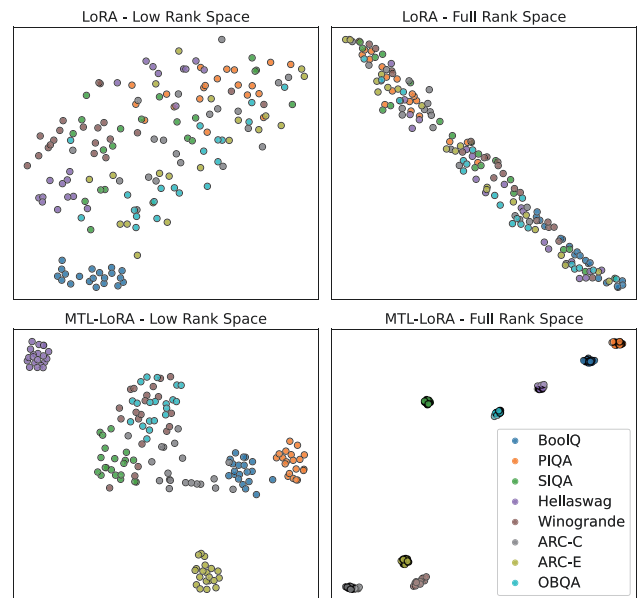 LoRA - Low Rank Space
LoRA - Full Rank Space
MTL-LoRA - Low Rank Space
MTL-LoRA - Full Rank Space
BoolQ
PIQA
SIQA
Hellaswag
Winogrande
ARC-C
ARC-E
OBQA